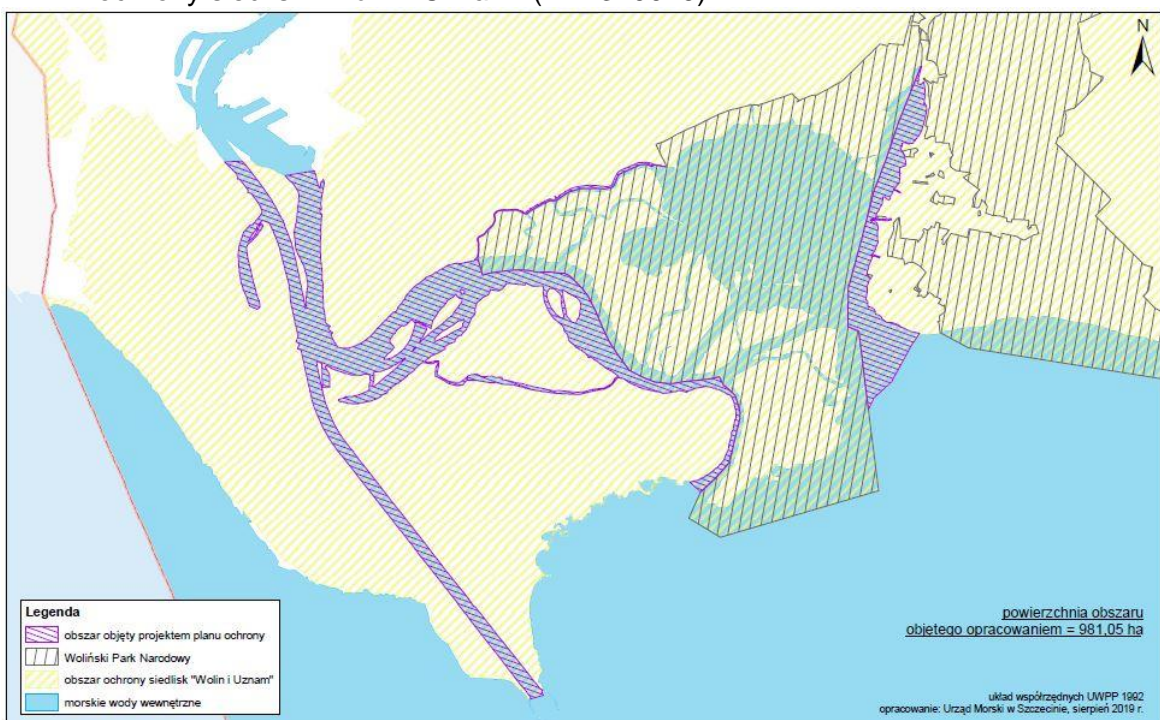 N
Legenda
obszar objęty projektem planu ochrony
Woliński Park Narodowy
obszar ochrony siedlisk "Wolin i Uznam"
morskie wody wewnętrzne
powierzchnia obszaru
objętego opracowaniem = 981,05 ha
układ współrzędnych UWPP 1992
opracowanie: Urząd Morski w Szczecinie, sierpień 2019 r.